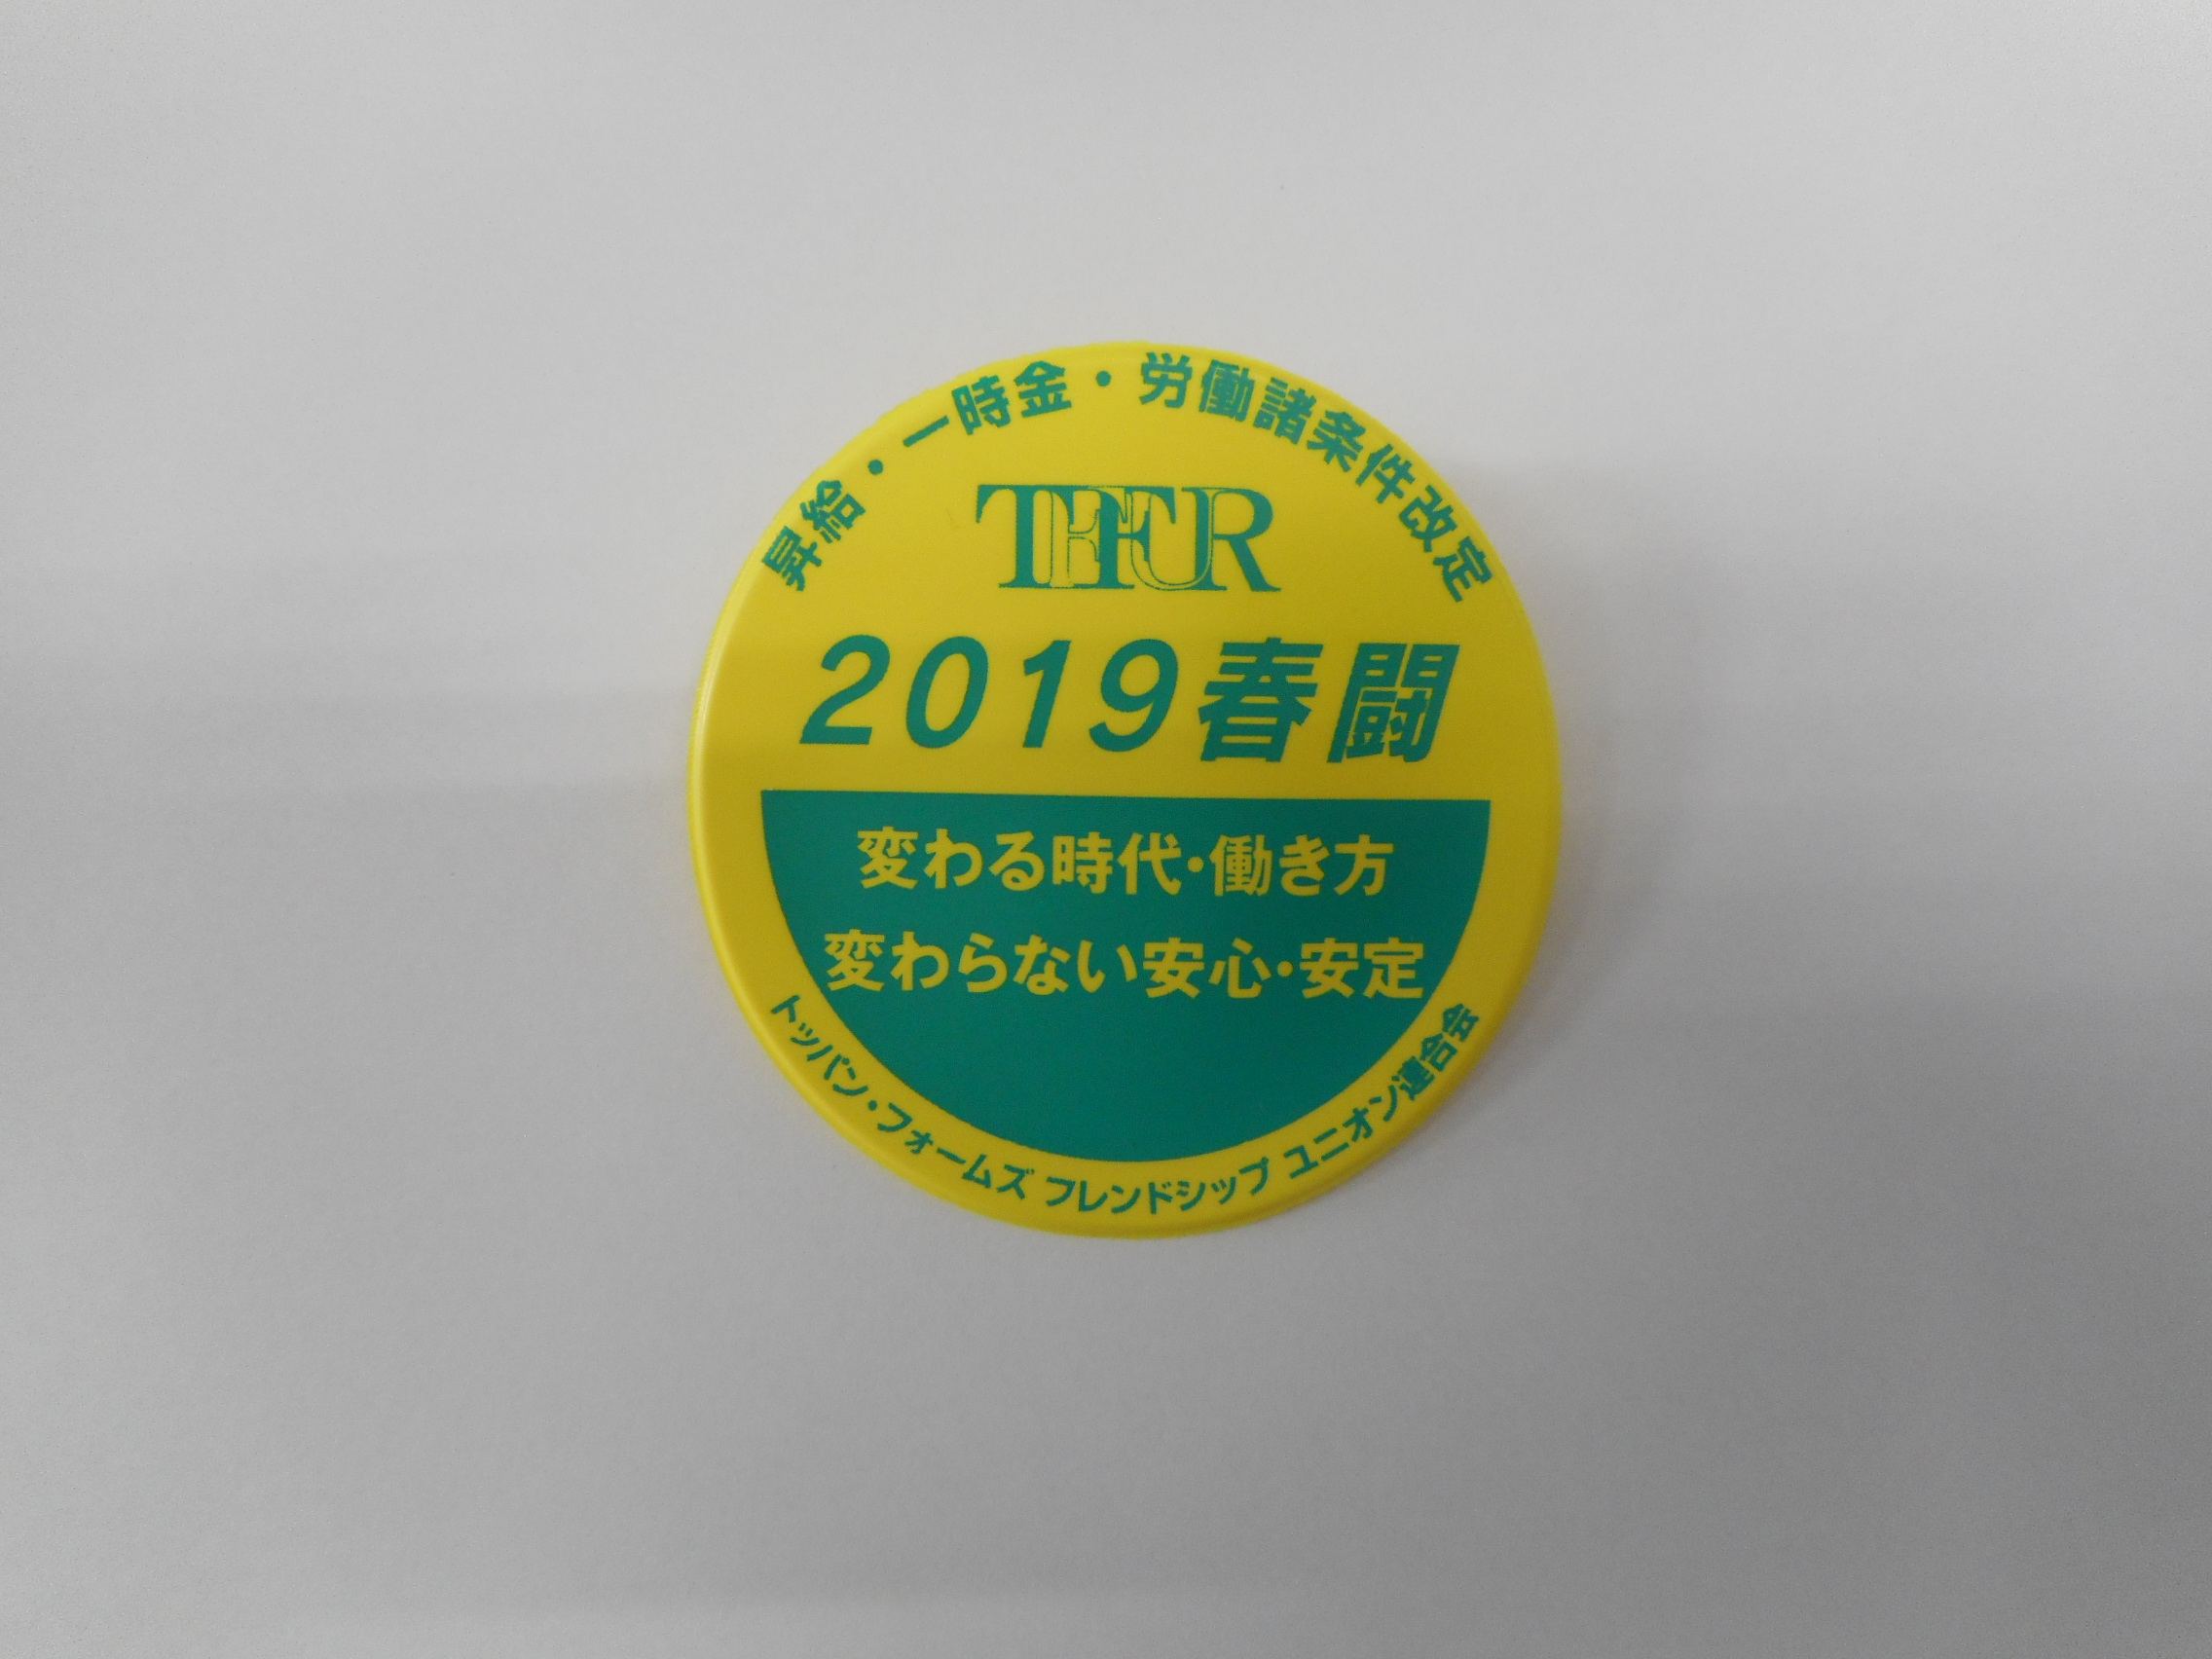 昇給・一時金・労働諸条件改定
TFFUR
2019春闘
変わる時代・働き方
変わらない安心・安定
トッパン・フォームズ フレンドシップ ユニオン連合会